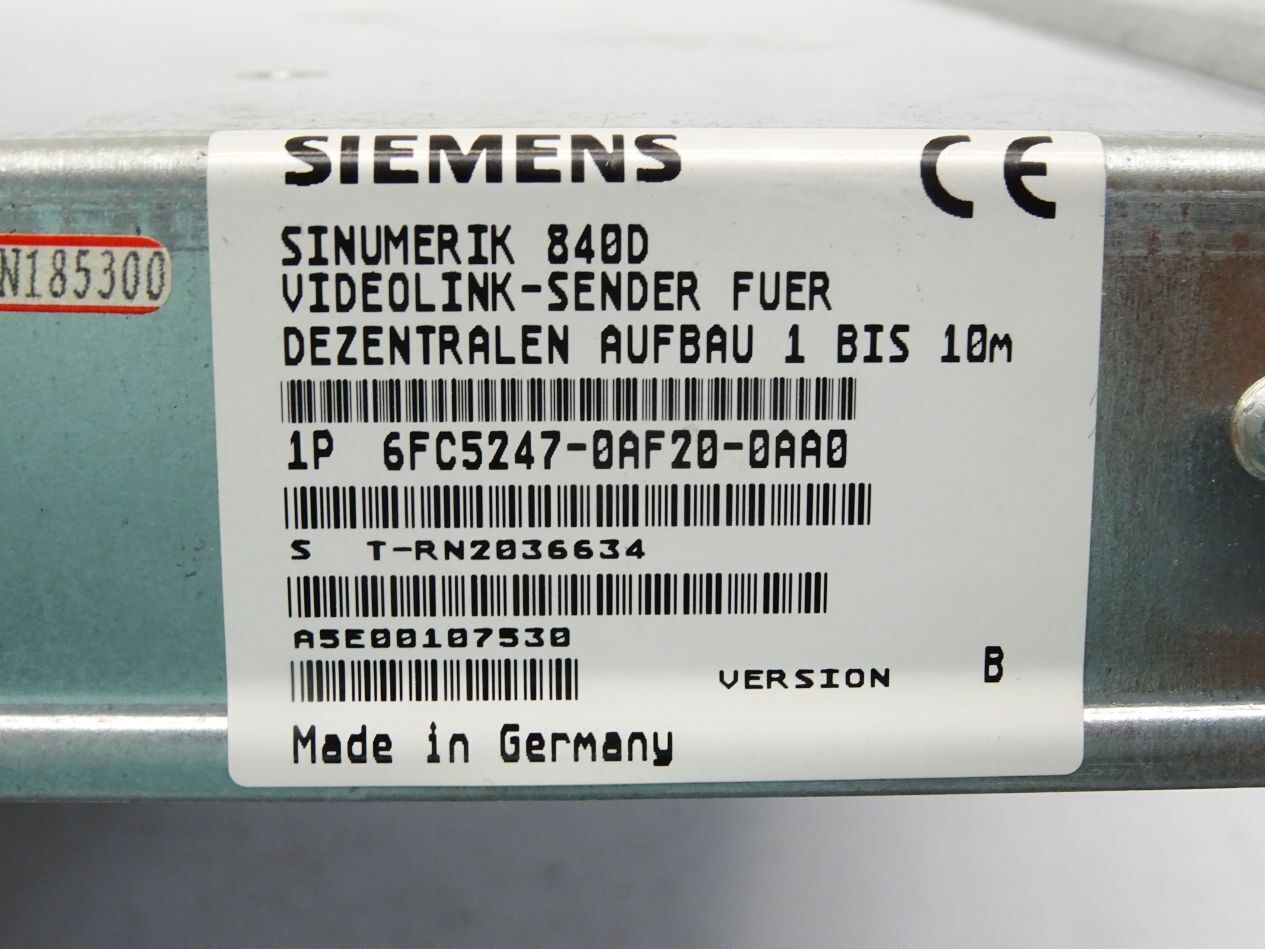 SIEMENS
CE
SINUMERIK 840D
VIDEOLINK-SENDER FUER
DEZENTRALEN AUFBAU 1 BIS 10m
1P 6FC5247-0AF20-0AA0
S T-RN2036634
A5E00107530
VERSION B
Made in Germany
N185300